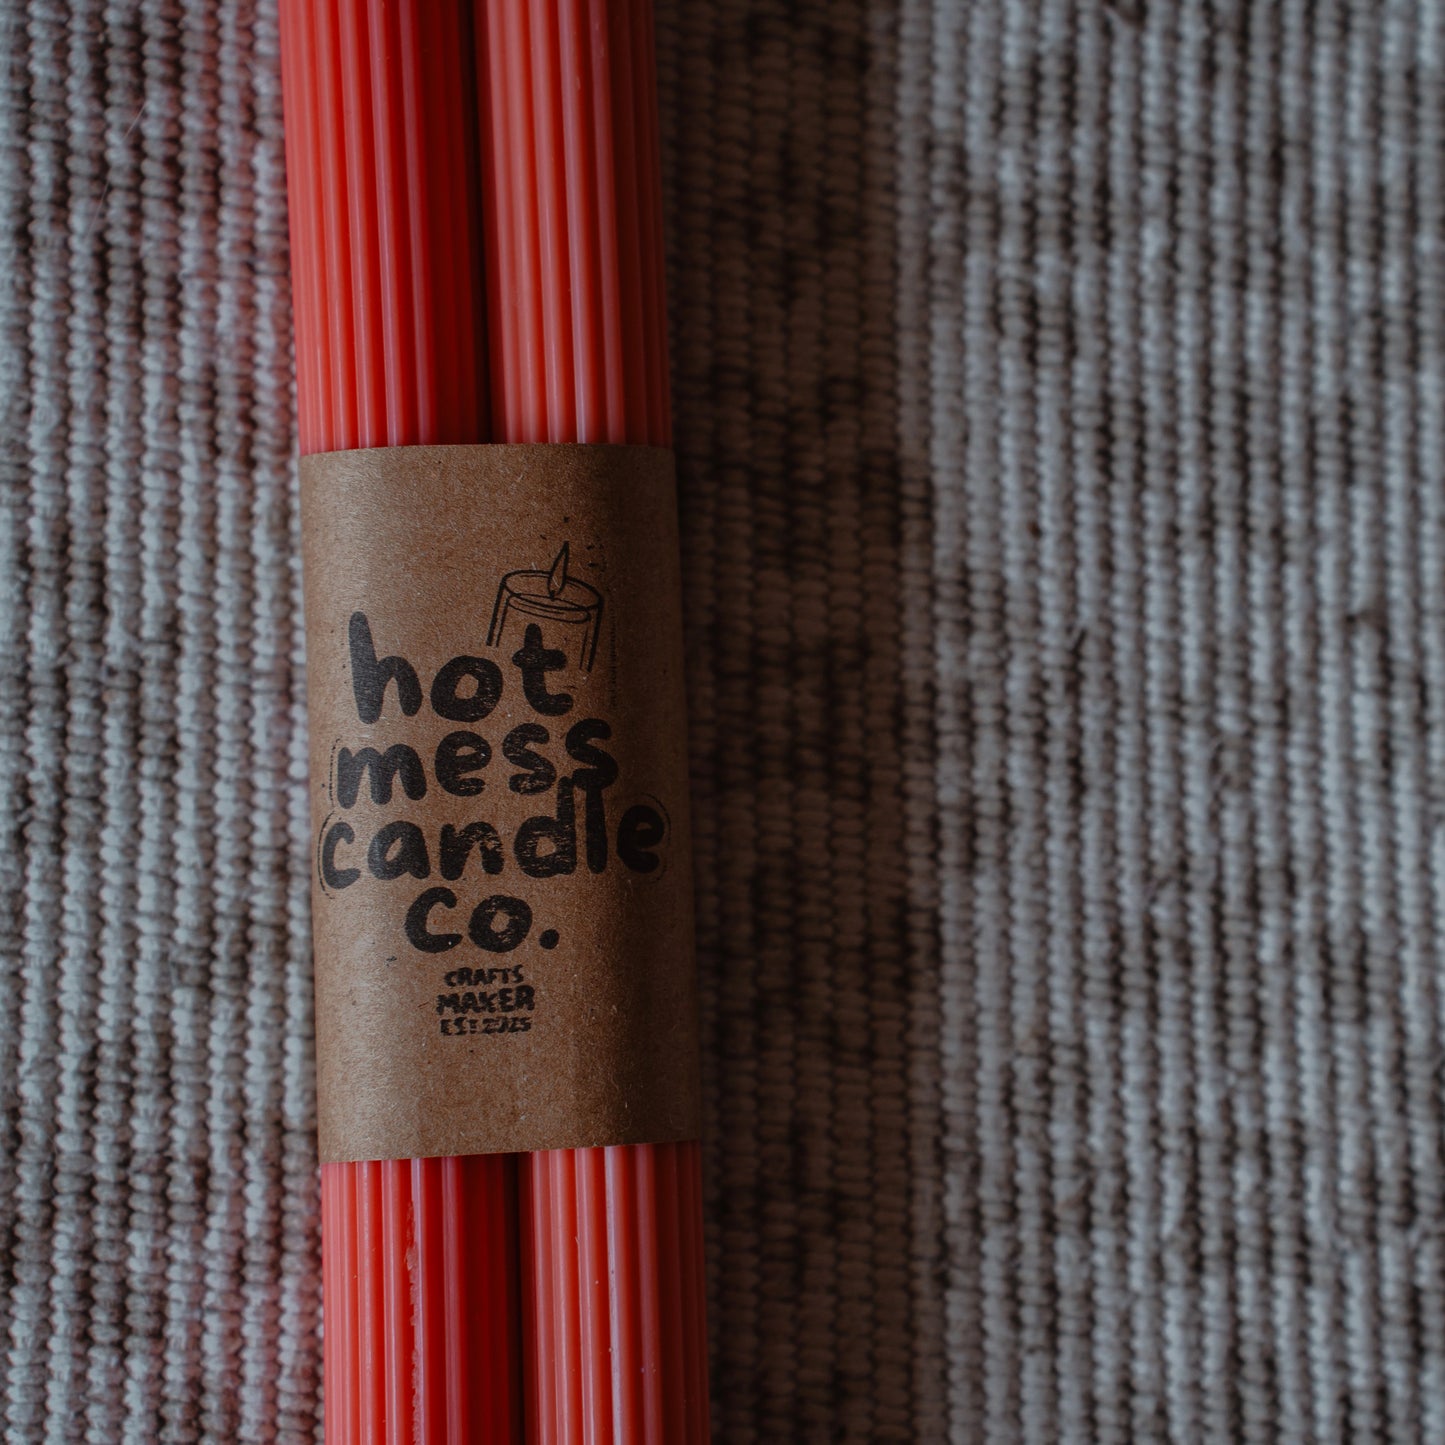 hot
mess
candle
co.
CRAFTS
MAKER
EST 2025